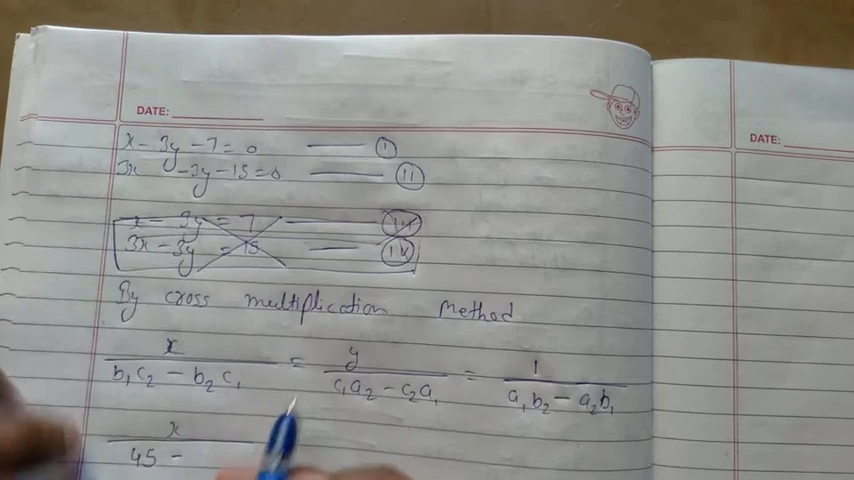 DATE:
DATE:
x - 3y - 7 = 0 —— (I)
3x - 3y - 15 = 0 —— (II)
x - 3y = 7 ——
3x - 3y = 15 —— (IV)
By cross multiplication Method
x / (b₁c₂ - b₂c₁) = y / (c₁a₂ - c₂a₁) = 1 / (a₁b₂ - a₂b₁)
x / 45 -